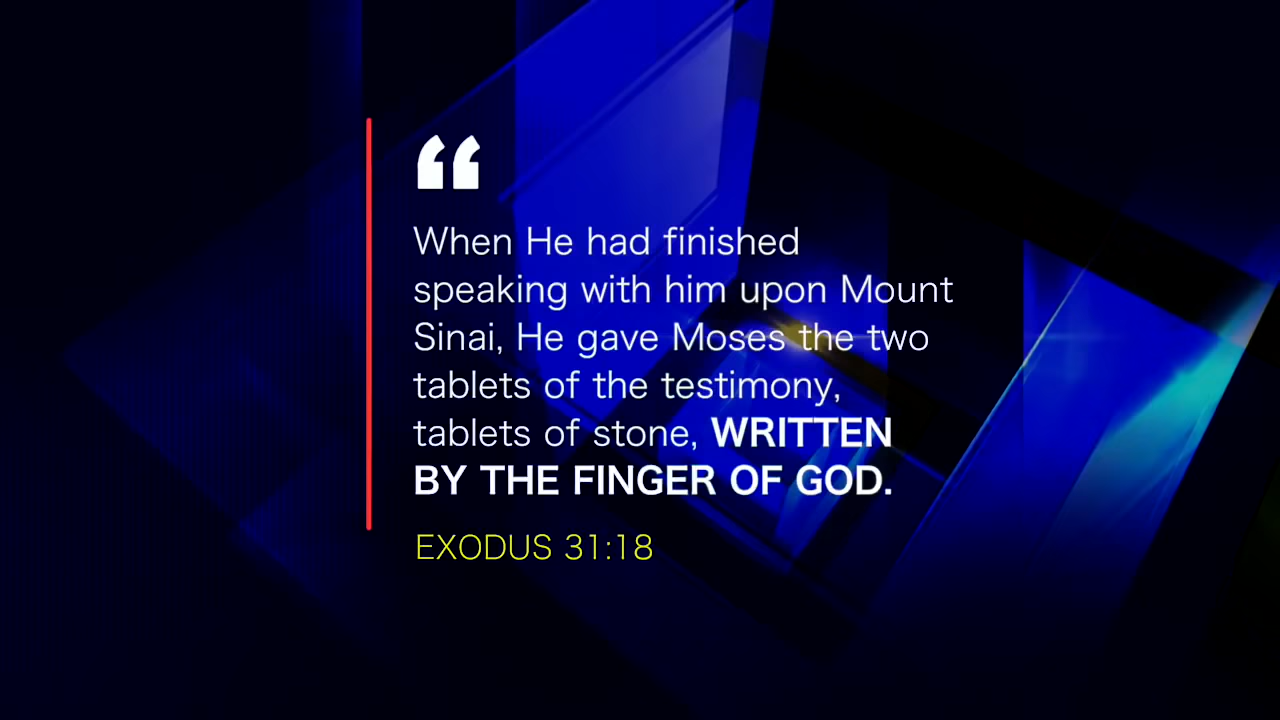 “
When He had finished
speaking with him upon Mount
Sinai, He gave Moses the two
tablets of the testimony,
tablets of stone, WRITTEN
BY THE FINGER OF GOD.
EXODUS 31:18